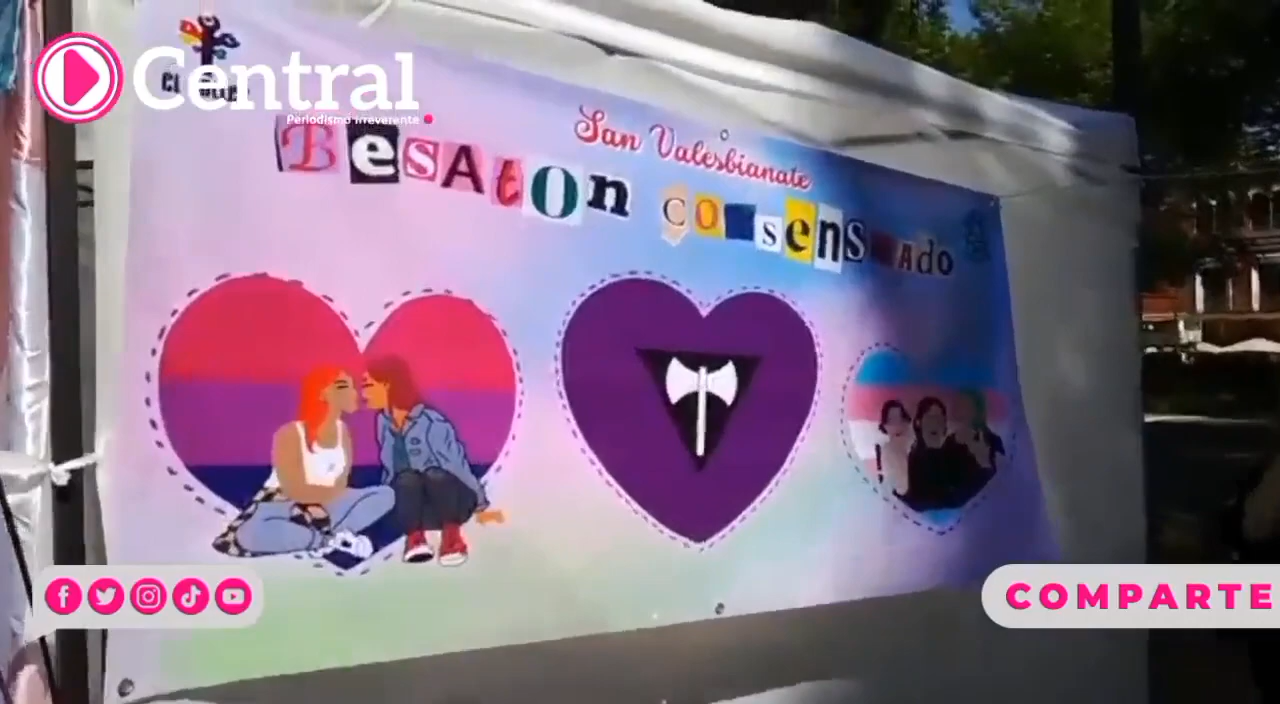 Central
Periodismo Irreverente
San Valesbianate
BesAtOn consensuado
COMPARTE